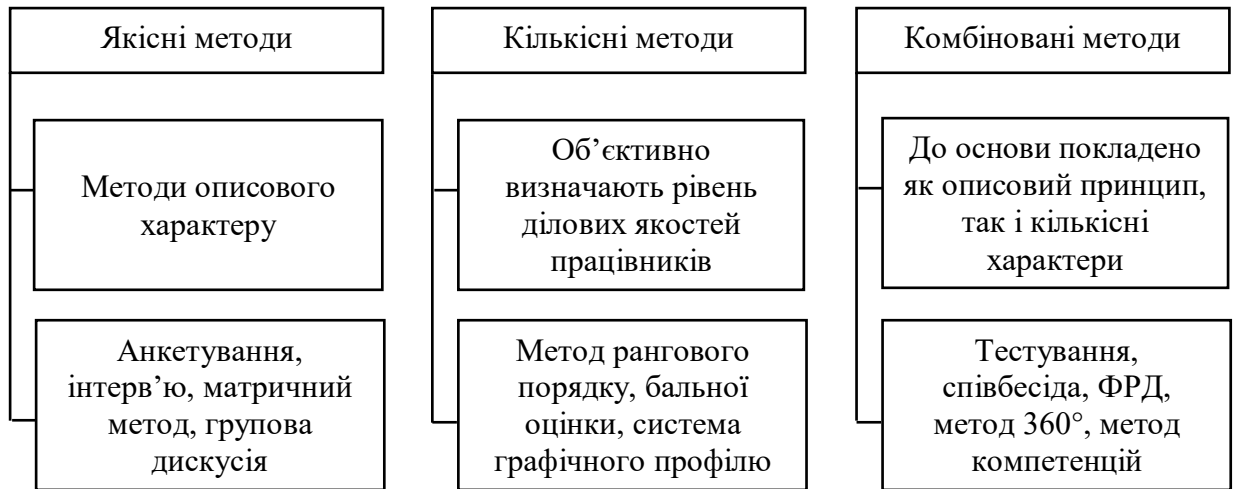 Якісні методи
Методи описового
характеру
Анкетування,
інтерв’ю, матричний
метод, групова
дискусія
Кількісні методи
Об’єктивно
визначають рівень
ділових якостей
працівників
Метод рангового
порядку, бальної
оцінки, система
графічного профілю
Комбіновані методи
До основи покладено
як описовий принцип,
так і кількісні
характери
Тестування,
співбесіда, ФРД,
метод 360°, метод
компетенцій